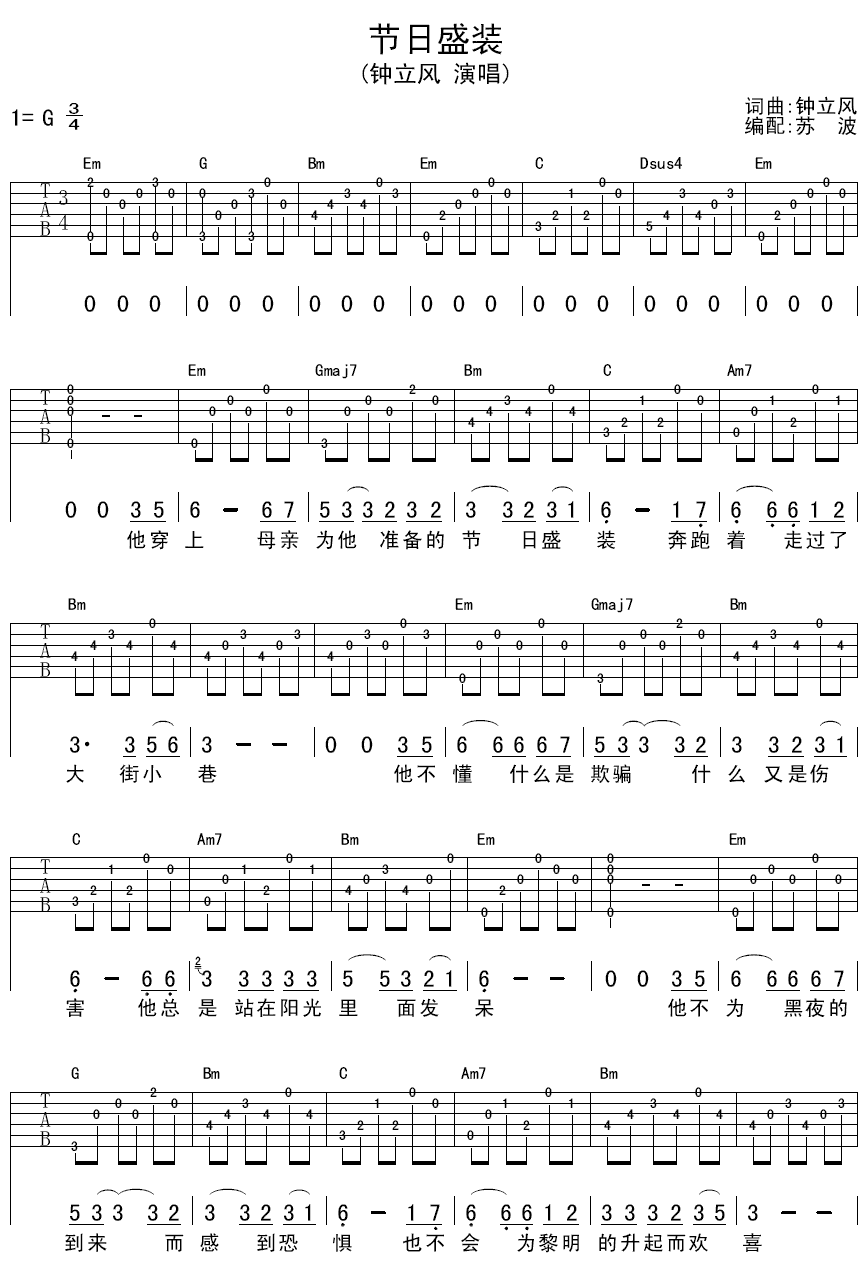 节日盛装
(钟立风 演唱)
1= G 3/4
词曲:钟立风
编配:苏 波
Em G Bm Em C Dsus4 Em
0 0 0 0 0 0 0 0 0 0 0 0 0 0 0 0 0 0 0 0 0
Em Gmaj7 Bm C Am7
0 0 3 5 6 - 6 7 5 3 3 2 3 2 3 3 2 3 1 6 - 1 7 6 6 6 1 2
他穿 上 母亲 为他 准备的 节 日盛 装 奔跑 着 走过了
Bm Em Gmaj7 Bm
3· 3 5 6 3 - - 0 0 3 5 6 6 6 6 7 5 3 3 3 2 3 3 2 3 1
大 街小 巷 他不 懂 什么是 欺骗 什 么 又是伤
C Am7 Bm Em Em
6 - 6 6 2 3 3 3 3 3 5 5 3 2 1 6 - - 0 0 3 5 6 6 6 6 7
害 他总 是 站在阳光 里 面发 呆 他不 为 黑夜的
G Bm C Am7 Bm
5 3 3 3 2 3 3 2 3 1 6 - 1 7 6 6 6 1 2 3 3 3 2 3 5 3 -
到来 而 感 到恐 惧 也不 会 为黎明 的升起而欢 喜